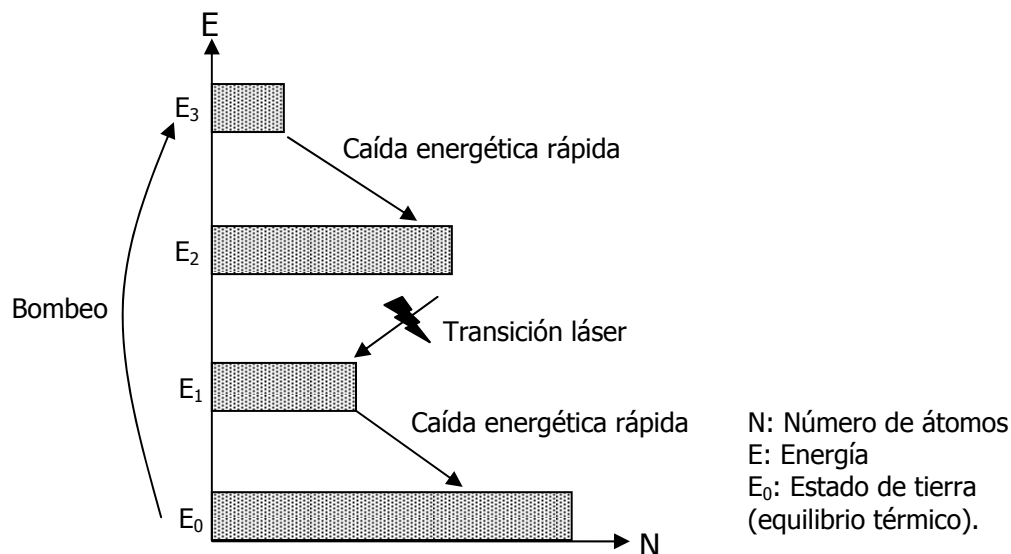 E
E₃
Caída energética rápida
E₂
Bombeo
Transición láser
E₁
Caída energética rápida
N: Número de átomos
E: Energía
E₀: Estado de tierra
(equilibrio térmico).
E₀
N